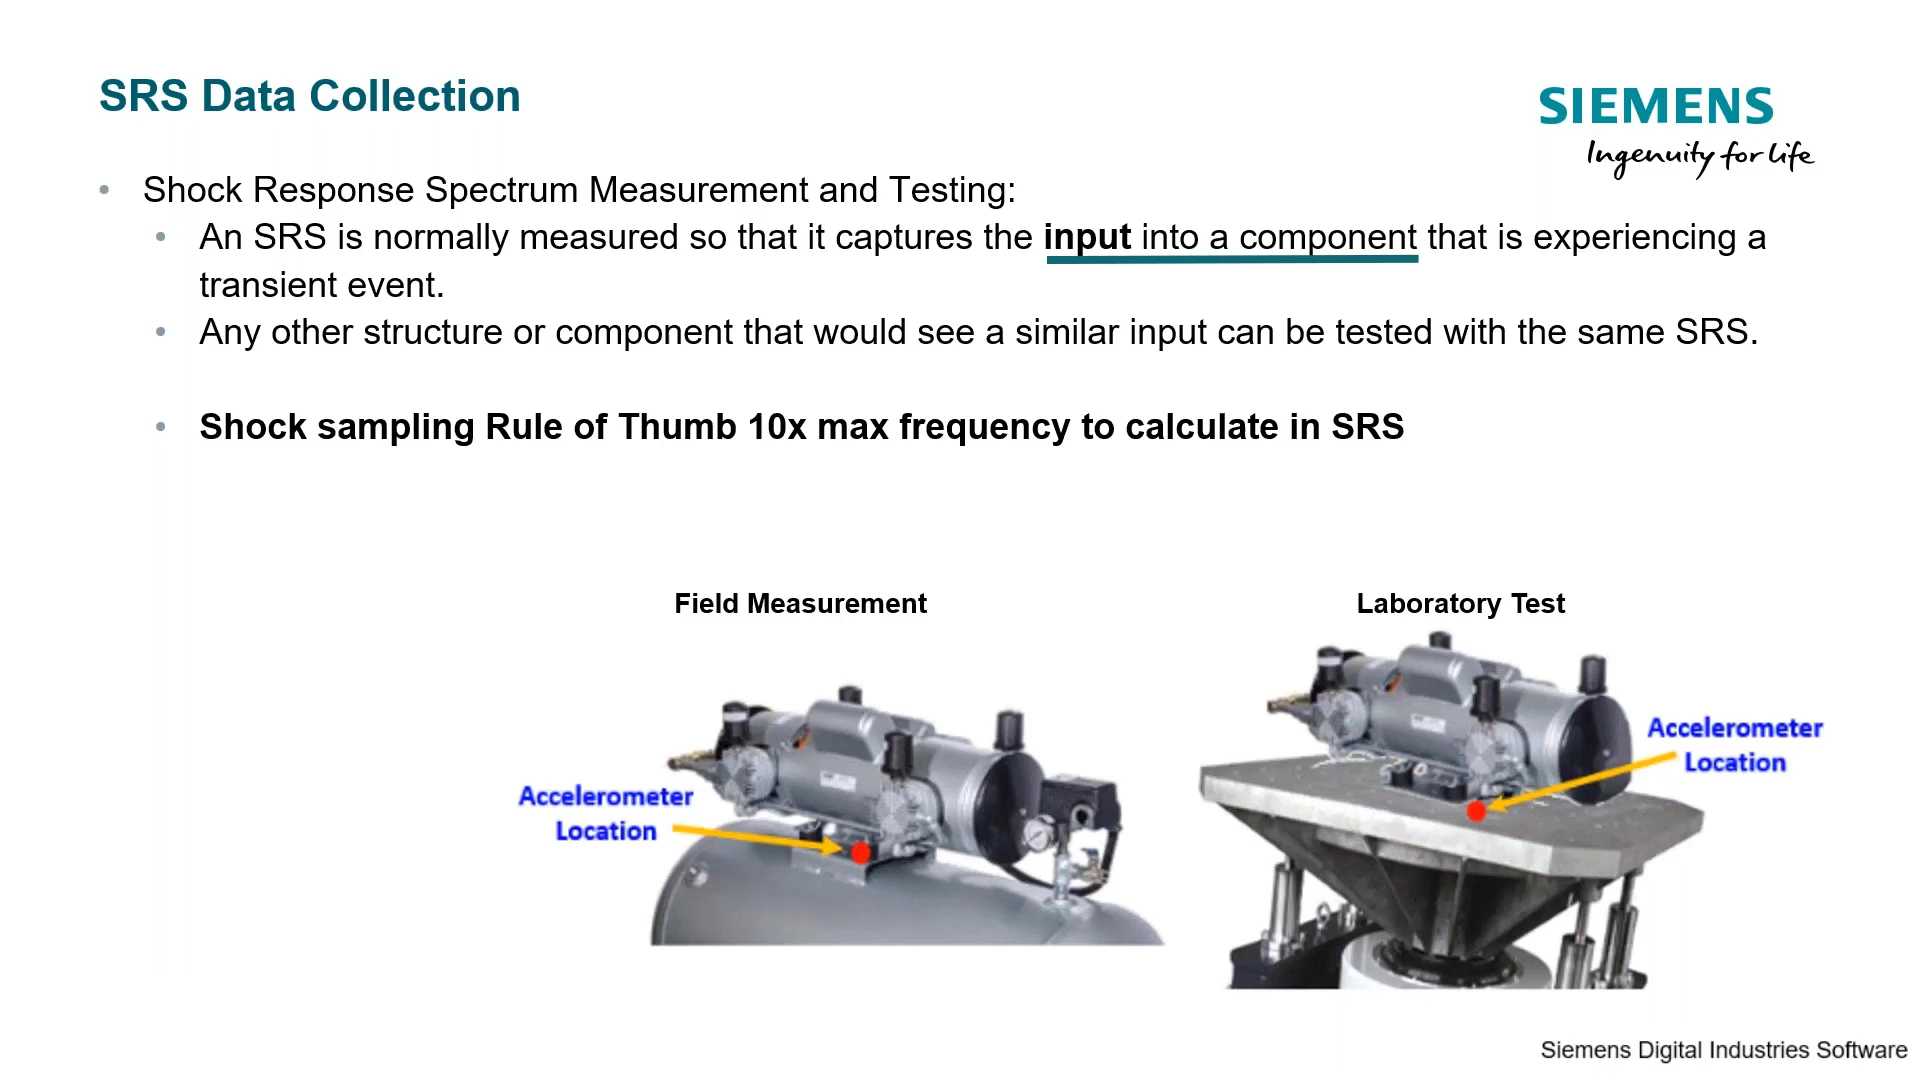 SRS Data Collection
SIEMENS
Ingenuity for life
• Shock Response Spectrum Measurement and Testing:
• An SRS is normally measured so that it captures the input into a component that is experiencing a
transient event.
• Any other structure or component that would see a similar input can be tested with the same SRS.
• Shock sampling Rule of Thumb 10x max frequency to calculate in SRS
Field Measurement
Laboratory Test
Accelerometer
Location
Accelerometer
Location
Siemens Digital Industries Software